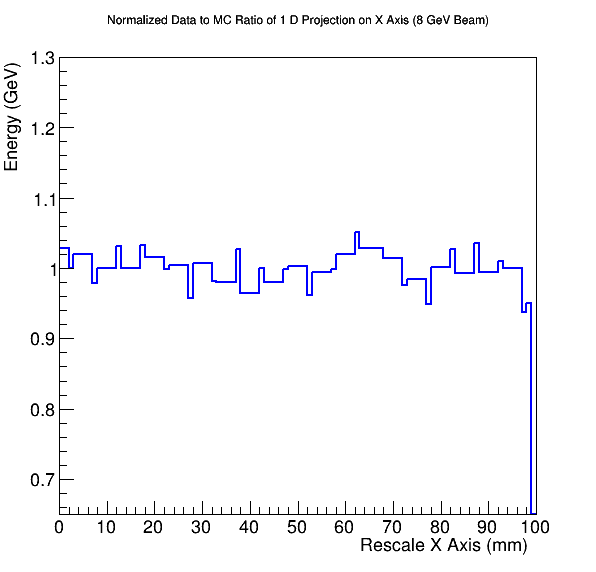 Normalized Data to MC Ratio of 1 D Projection on X Axis (8 GeV Beam)
Energy (GeV)
1.3
1.2
1.1
1
0.9
0.8
0.7
0 10 20 30 40 50 60 70 80 90 100
Rescale X Axis (mm)